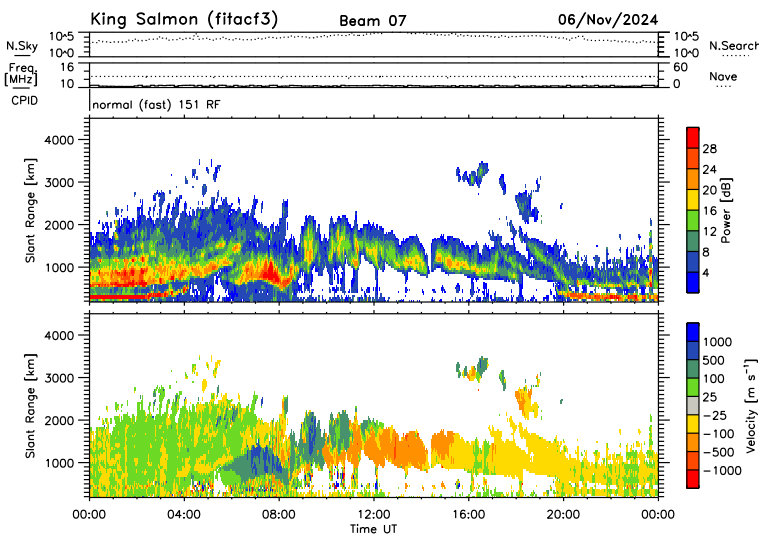 King Salmon (fitacf3) Beam 07 06/Nov/2024
N.Sky 10^5 10^0 10^5 10^0 N.Search
Freq [MHz] 16 10 60 0 Nave
CPID normal (fast) 151 RF
Slant Range [km] 4000 3000 2000 1000
Power [dB] 28 24 20 16 12 8 4
Slant Range [km] 4000 3000 2000 1000
Velocity [m s⁻¹] 1000 500 100 25 −25 −100 −500 −1000
00:00 04:00 08:00 12:00 16:00 20:00 00:00
Time UT